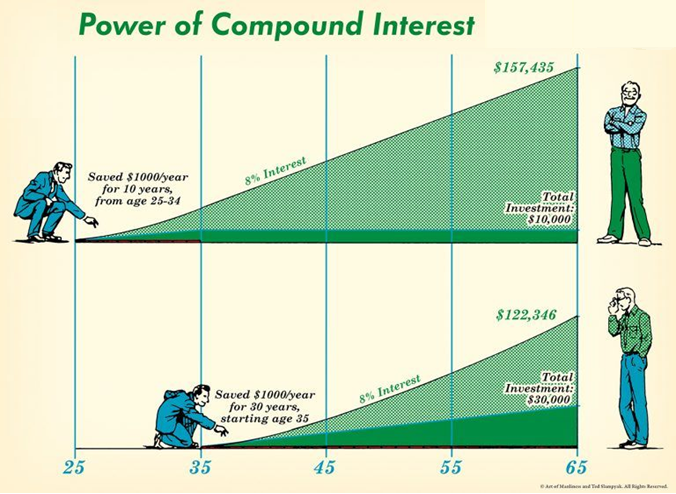 Power of Compound Interest
$157,435
8% Interest
Saved $1000/year
for 10 years,
from age 25-34
Total
Investment:
$10,000
$122,346
8% Interest
Saved $1000/year
for 30 years,
starting age 35
Total
Investment:
$30,000
25 35 45 55 65
© Art of Manliness and Ted Slampyak. All Rights Reserved.